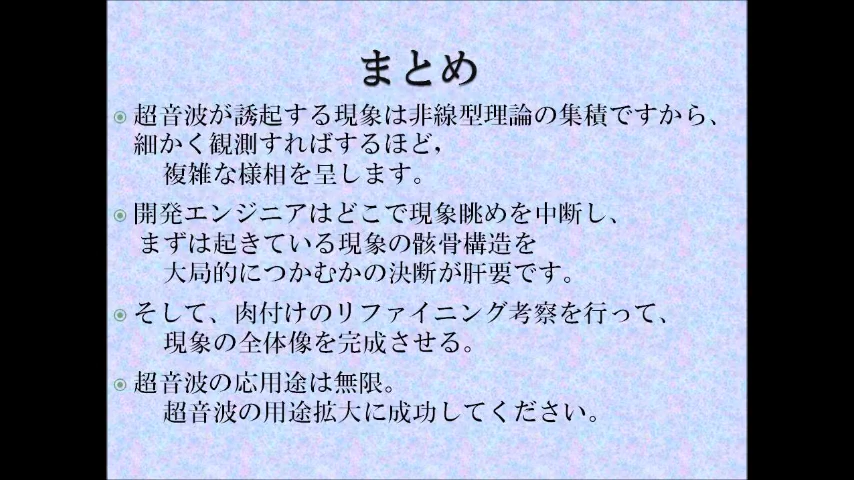 まとめ
超音波が誘起する現象は非線型理論の集積ですから、
細かく観測すればするほど，
複雑な様相を呈します。
開発エンジニアはどこで現象眺めを中断し、
まずは起きている現象の骸骨構造を
大局的につかむかの決断が肝要です。
そして、肉付けのリファイニング考察を行って、
現象の全体像を完成させる。
超音波の応用途は無限。
超音波の用途拡大に成功してください。